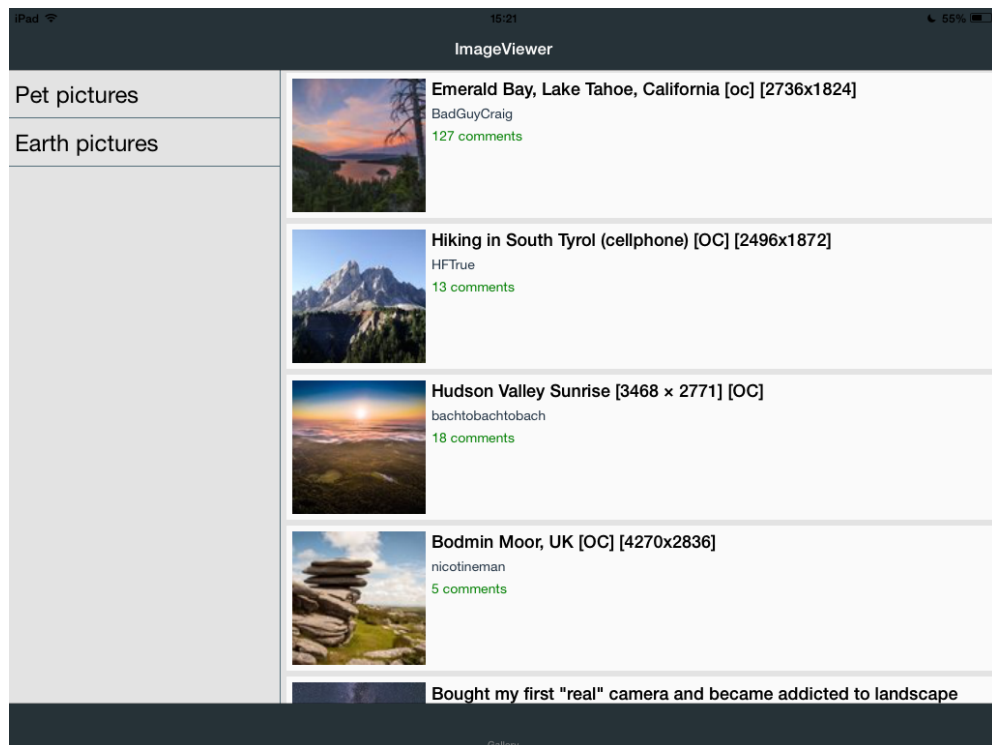 iPad
15:21
55%
ImageViewer
Pet pictures
Earth pictures
Emerald Bay, Lake Tahoe, California [oc] [2736x1824]
BadGuyCraig
127 comments
Hiking in South Tyrol (cellphone) [OC] [2496x1872]
HFTrue
13 comments
Hudson Valley Sunrise [3468 × 2771] [OC]
bachtobachtobach
18 comments
Bodmin Moor, UK [OC] [4270x2836]
nicotineman
5 comments
Bought my first "real" camera and became addicted to landscape
Gallery